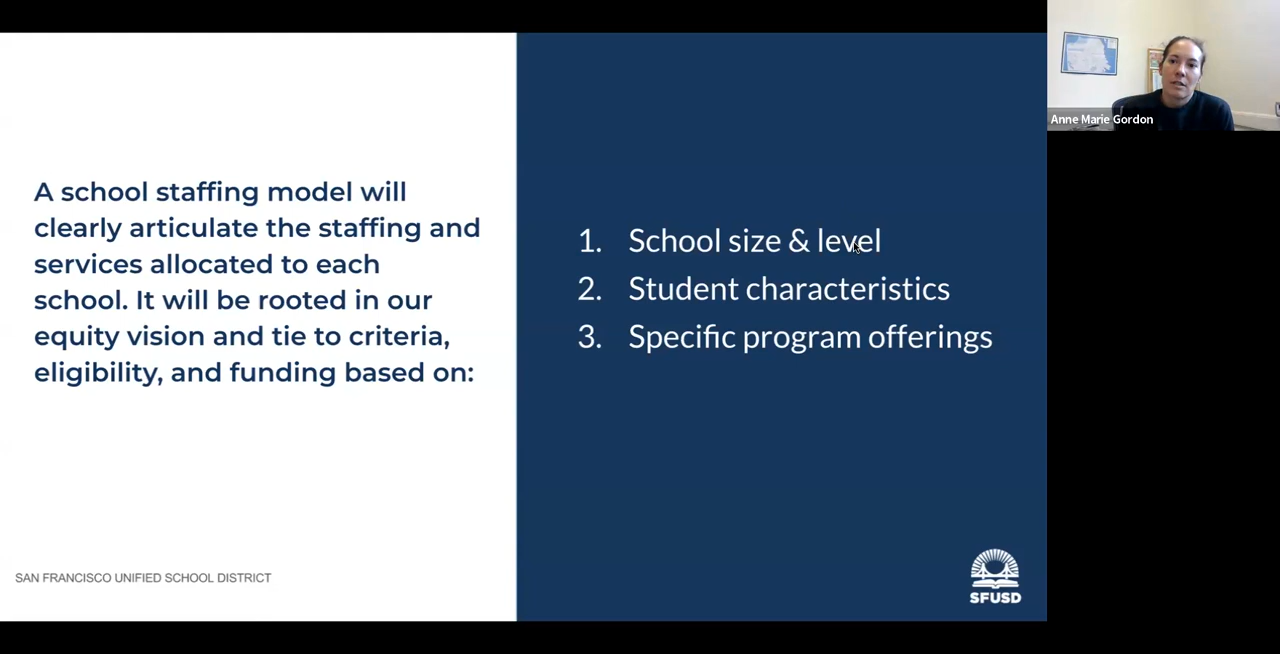 A school staffing model will
clearly articulate the staffing and
services allocated to each
school. It will be rooted in our
equity vision and tie to criteria,
eligibility, and funding based on:
1. School size & level
2. Student characteristics
3. Specific program offerings
SAN FRANCISCO UNIFIED SCHOOL DISTRICT
SFUSD
Anne Marie Gordon